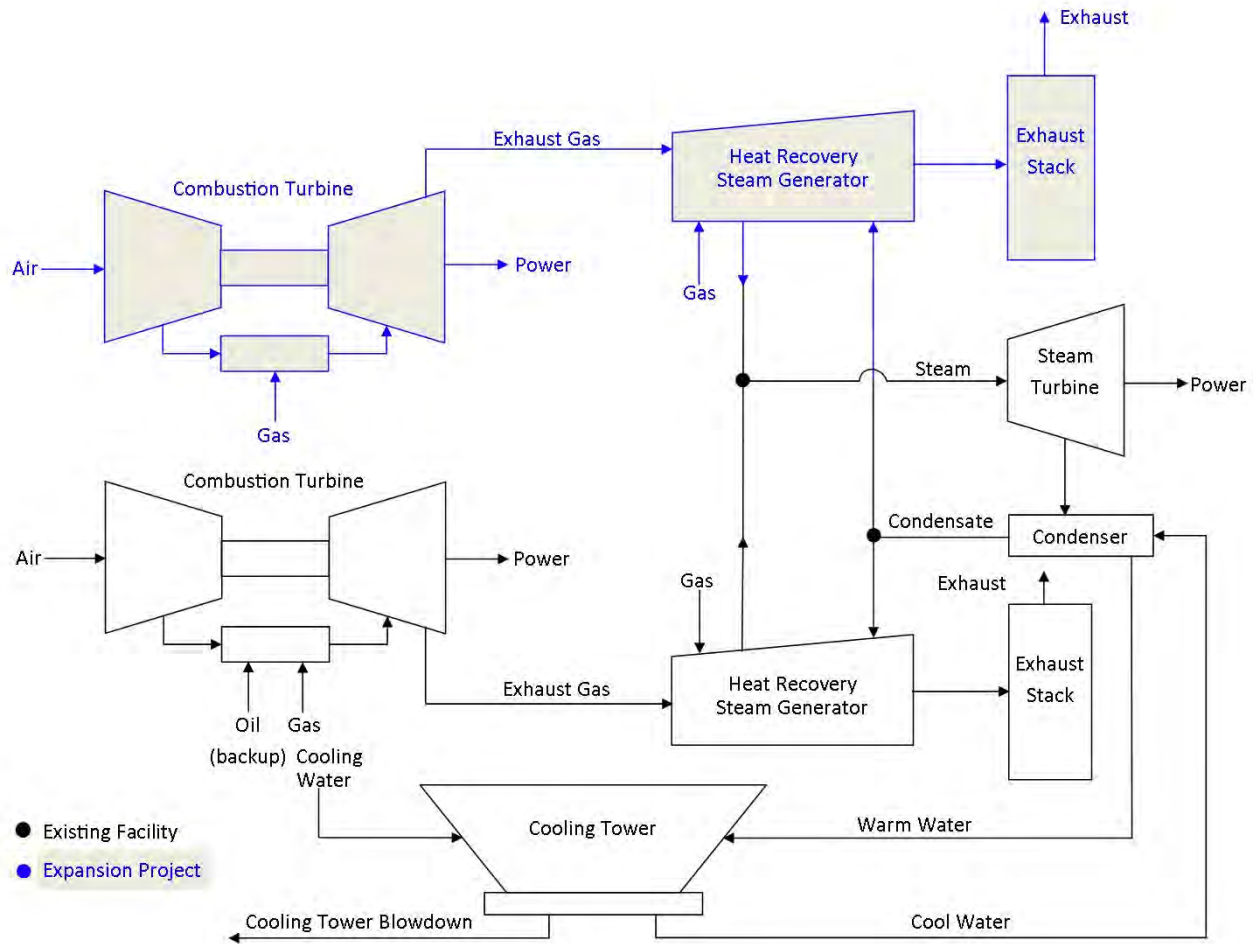 Exhaust
Exhaust Gas
Heat Recovery
Steam Generator
Exhaust
Stack
Combustion Turbine
Air
Power
Gas
Gas
Steam
Steam
Turbine
Power
Combustion Turbine
Condensate
Condenser
Air
Power
Gas
Exhaust
Exhaust Gas
Heat Recovery
Steam Generator
Exhaust
Stack
Oil
Gas
(backup)
Cooling
Water
Cooling Tower
Warm Water
Existing Facility
Expansion Project
Cooling Tower Blowdown
Cool Water